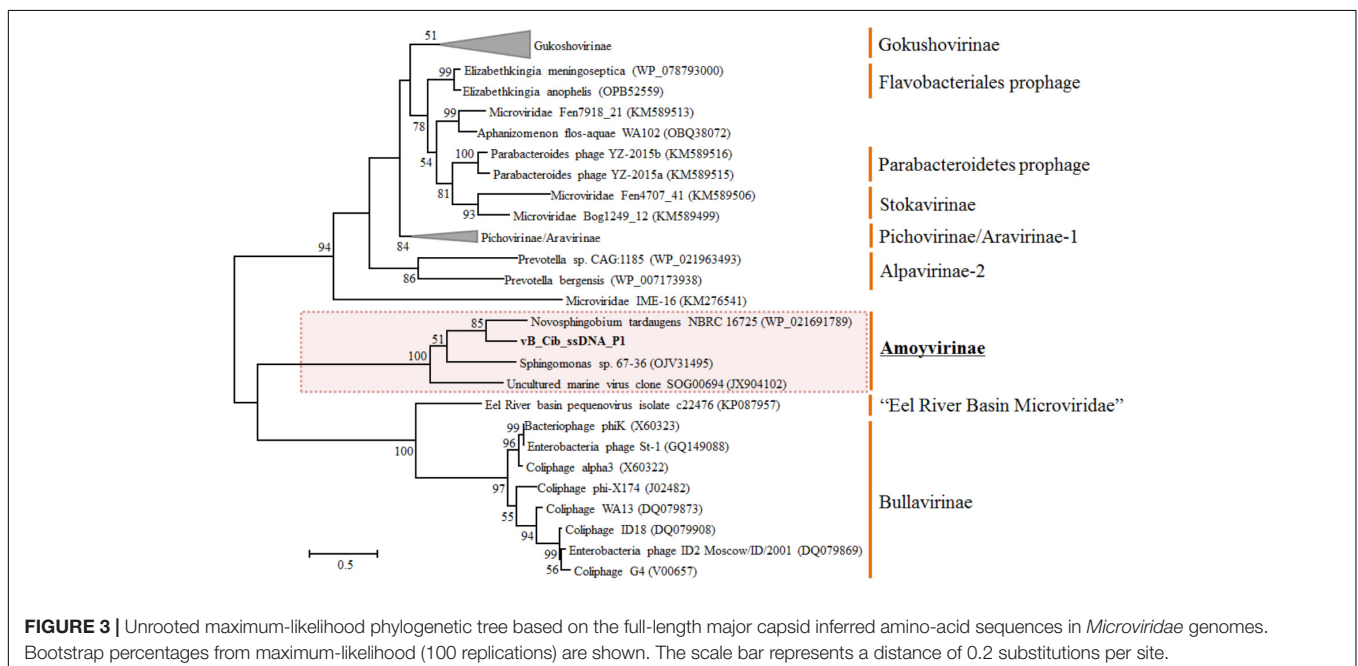 51
Gukoshovirinae
Gokushovirinae
99
Elizabethkingia meningoseptica (WP_078793000)
Elizabethkingia anophelis (OPB52559)
Flavobacteriales prophage
78
99
Microviridae Fen7918_21 (KM589513)
Aphanizomenon flos-aquae WA102 (OBQ38072)
54
100
Parabacteroides phage YZ-2015b (KM589516)
Parabacteroides phage YZ-2015a (KM589515)
Parabacteroidetes prophage
81
Microviridae Fen4707_41 (KM589506)
93
Microviridae Bog1249_12 (KM589499)
Stokavirinae
84
Pichovirinae/Aravirinae
Pichovirinae/Aravirinae-1
94
Prevotella sp. CAG:1185 (WP_021963493)
86
Prevotella bergensis (WP_007173938)
Alpavirinae-2
Microviridae IME-16 (KM276541)
85
Novosphingobium tardaugens NBRC 16725 (WP_021691789)
51
vB_Cib_ssDNA_P1
100
Sphingomonas sp. 67-36 (OJV31495)
Uncultured marine virus clone SOG00694 (JX904102)
Amoyvirinae
Eel River basin pequenovirus isolate c22476 (KP087957)
“Eel River Basin Microviridae”
100
99
Bacteriophage phiK (X60323)
96
Enterobacteria phage St-1 (GQ149088)
Coliphage alpha3 (X60322)
97
Coliphage phi-X174 (J02482)
55
Coliphage WA13 (DQ079873)
94
Coliphage ID18 (DQ079908)
99
Enterobacteria phage ID2 Moscow/ID/2001 (DQ079869)
56
Coliphage G4 (V00657)
Bullavirinae
0.5
FIGURE 3 | Unrooted maximum-likelihood phylogenetic tree based on the full-length major capsid inferred amino-acid sequences in Microviridae genomes.
Bootstrap percentages from maximum-likelihood (100 replications) are shown. The scale bar represents a distance of 0.2 substitutions per site.